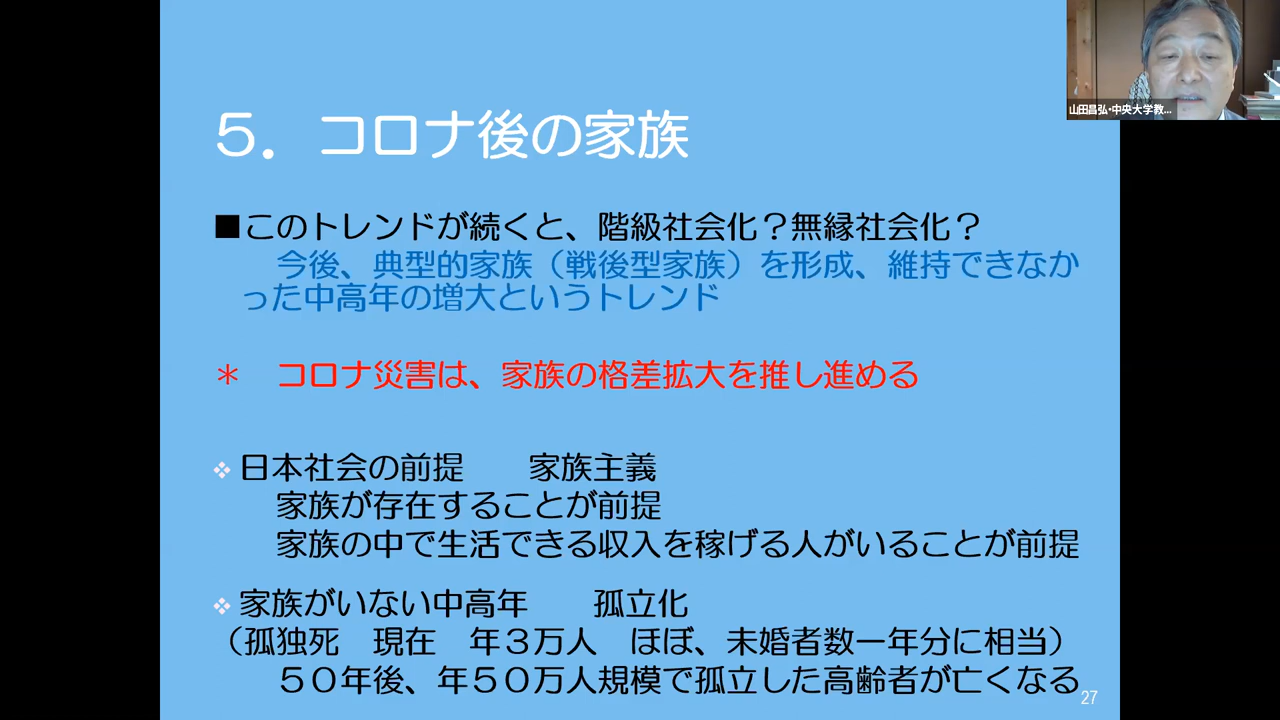 山田昌弘・中央大学教...
５．コロナ後の家族
■このトレンドが続くと、階級社会化？無縁社会化？
今後、典型的家族（戦後型家族）を形成、維持できなか
った中高年の増大というトレンド
＊　コロナ災害は、家族の格差拡大を推し進める
❖ 日本社会の前提　　家族主義
家族が存在することが前提
家族の中で生活できる収入を稼げる人がいることが前提
❖ 家族がいない中高年　　孤立化
（孤独死　現在　年３万人　ほぼ、未婚者数一年分に相当）
５０年後、年５０万人規模で孤立した高齢者が亡くなる
27